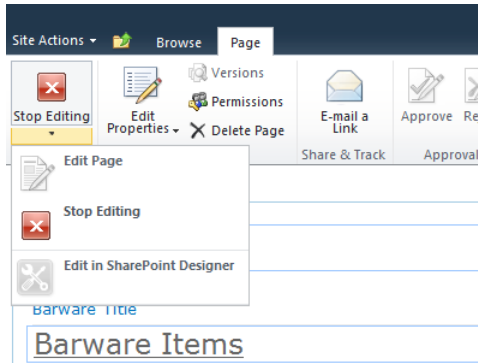 Site Actions Browse Page
Stop Editing
Edit Properties
Versions
Permissions
Delete Page
E-mail a Link
Approve Re
Share & Track Approval
Edit Page
Stop Editing
Edit in SharePoint Designer
Barware Title
Barware Items